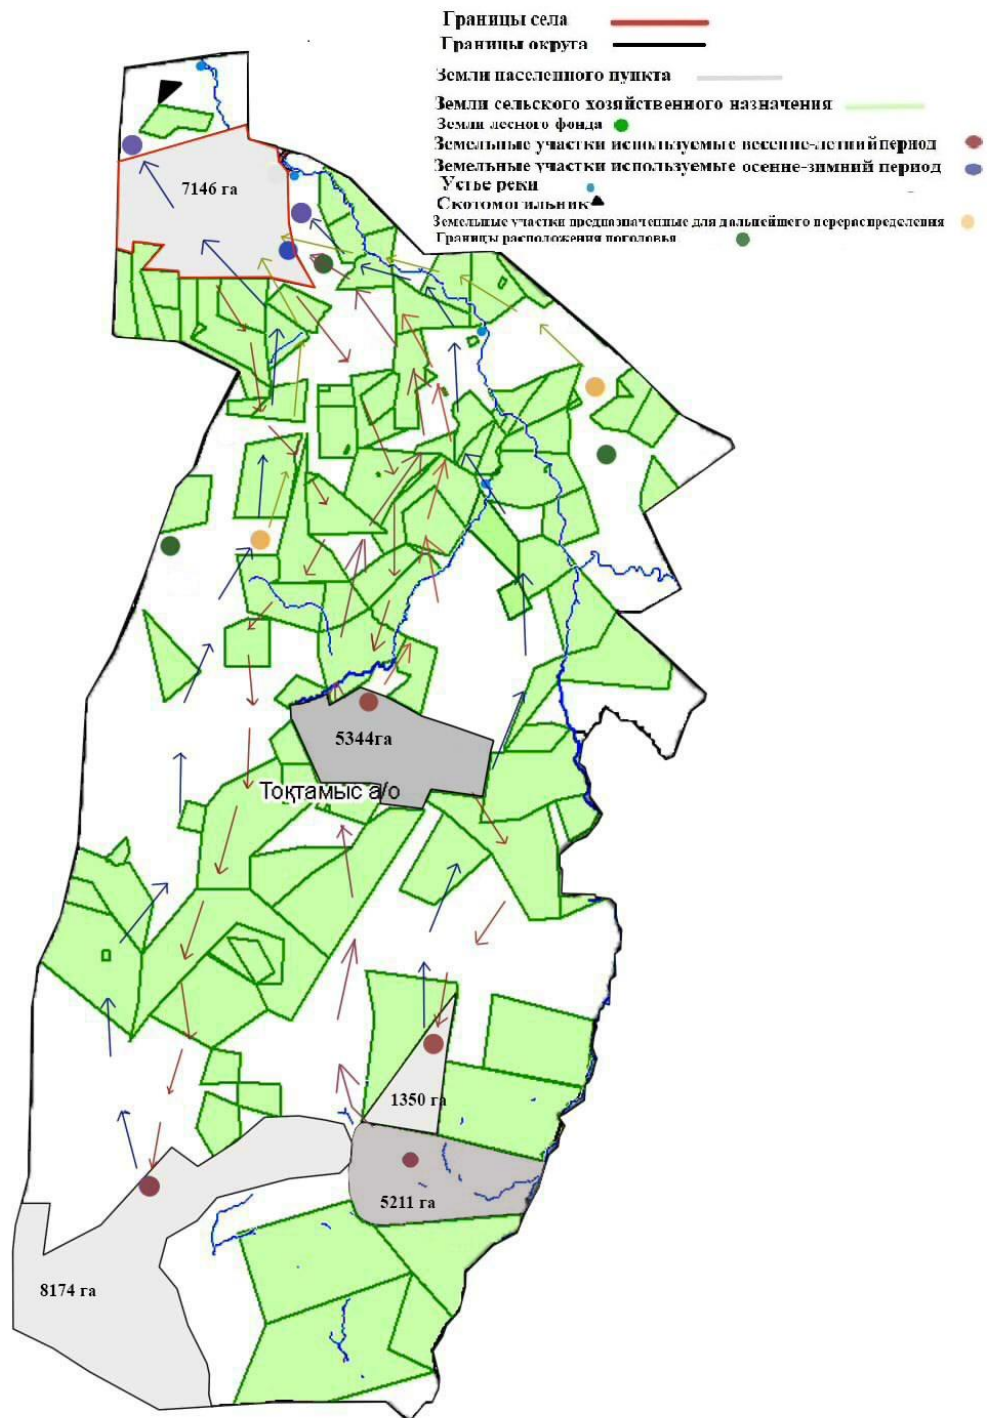 Границы села
Границы округа
Земли населенного пункта
Земли сельского хозяйственного назначения
Земли лесного фонда
Земельные участки используемые весенне-летний период
Земельные участки используемые осенне-зимний период
Устье реки
Скотомогильник
Земельные участки предназначенные для дальнейшего перераспределения
Границы расположения поголовья
7146 га
5344га
Тоқтамыс а/о
1350 га
5211 га
8174 га